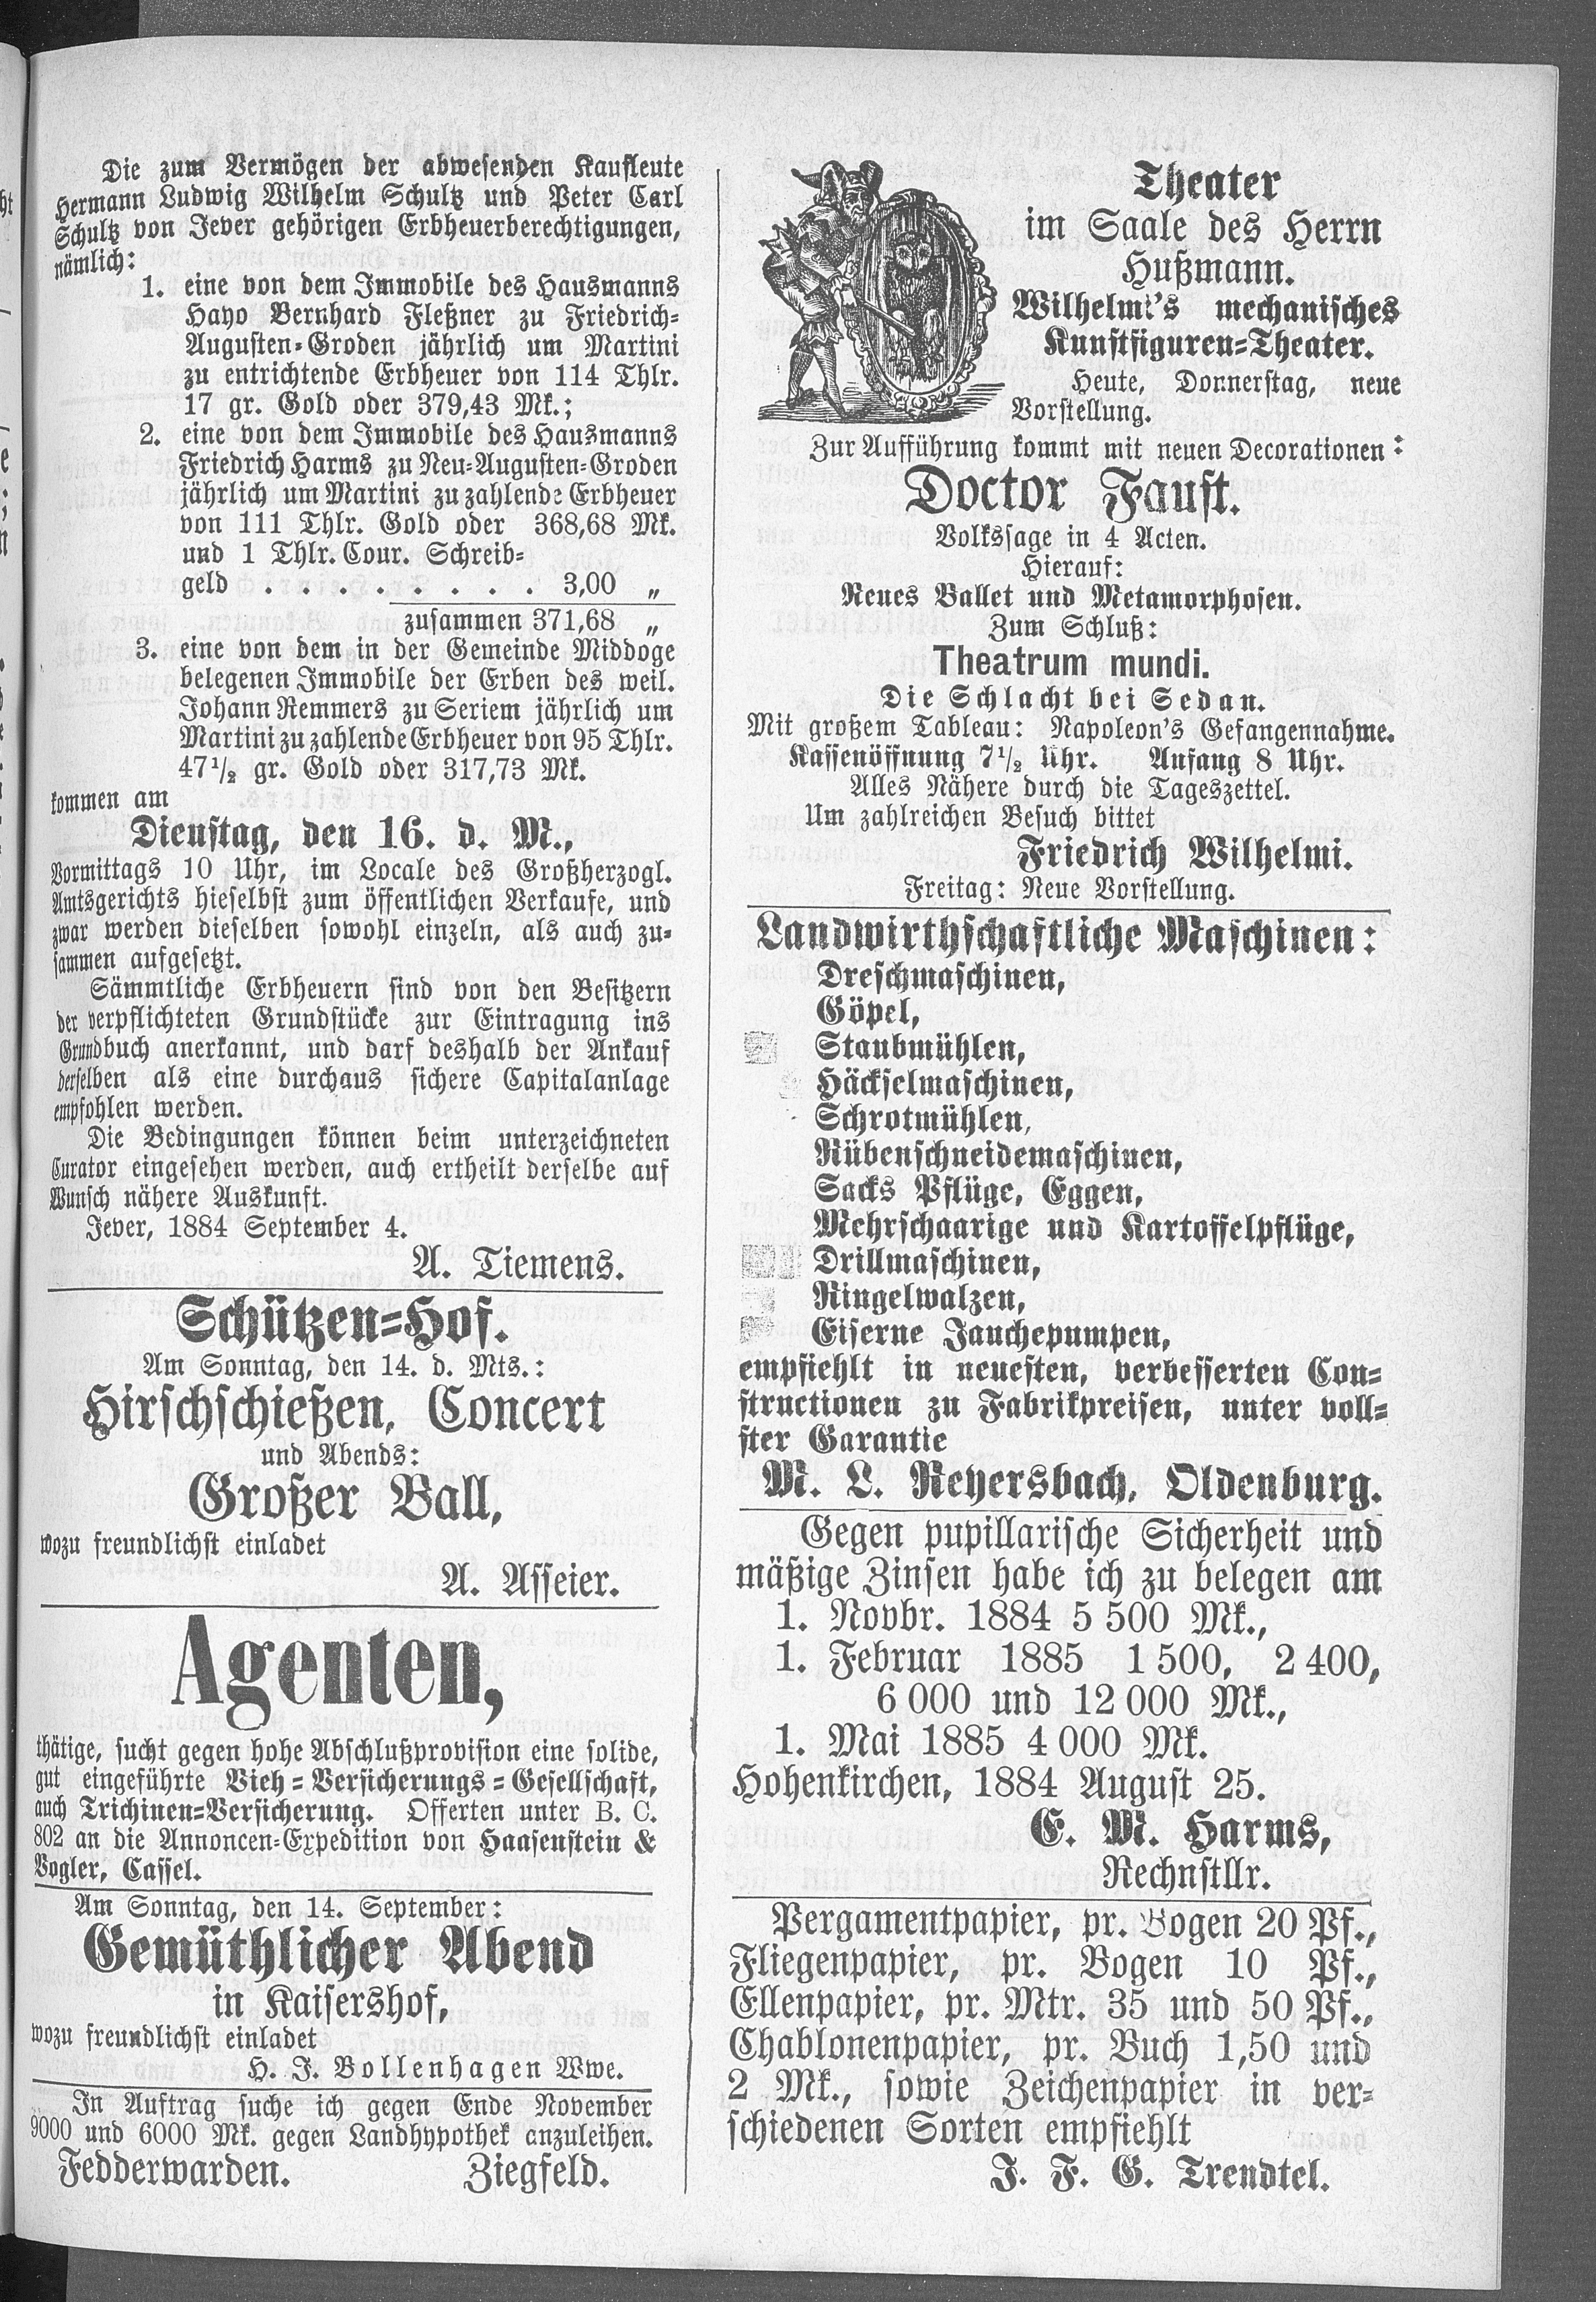 Die zum Vermögen der abwesenden Kaufleute
Hermann Ludwig Wilhelm Schultz und Peter Carl
Schultz von Jever gehörigen Erbheuerberechtigungen,
nämlich:
1. eine von dem Immobile des Hausmanns
Hayo Bernhard Fleßner zu Friedrich-
Augusten-Groden jährlich um Martini
zu entrichtende Erbheuer von 114 Thlr.
17 gr. Gold oder 379,43 Mk.;
2. eine von dem Immobile des Hausmanns
Friedrich Harms zu Neu-Augusten-Groden
jährlich um Martini zu zahlende Erbheuer
von 111 Thlr. Gold oder 368,68 Mk.
und 1 Thlr. Cour. Schreib-
geld . . . . . . . . 3,00 „
zusammen 371,68 „
3. eine von dem in der Gemeinde Middoge
belegenen Immobile der Erben des weil.
Johann Remmers zu Seriem jährlich um
Martini zu zahlende Erbheuer von 95 Thlr.
47½ gr. Gold oder 317,73 Mk.
kommen am
Dienstag, den 16. d. M.,
Vormittags 10 Uhr, im Locale des Großherzogl.
Amtsgerichts hieselbst zum öffentlichen Verkaufe, und
zwar werden dieselben sowohl einzeln, als auch zu-
sammen aufgesetzt.
Sämmtliche Erbheuern sind von den Besitzern
der verpflichteten Grundstücke zur Eintragung ins
Grundbuch anerkannt, und darf deshalb der Ankauf
derselben als eine durchaus sichere Capitalanlage
empfohlen werden.
Die Bedingungen können beim unterzeichneten
Curator eingesehen werden, auch ertheilt derselbe auf
Wunsch nähere Auskunft.
Jever, 1884 September 4.
A. Tiemens.
Schützen-Hof.
Am Sonntag, den 14. d. Mts.:
Hirschschießen, Concert
und Abends:
Großer Ball,
wozu freundlichst einladet
A. Asseier.
Agenten,
thätige, sucht gegen hohe Abschlußprovision eine solide,
gut eingeführte Vieh-Versicherungs-Gesellschaft,
auch Trichinen-Versicherung. Offerten unter B. C.
802 an die Annoncen-Expedition von Haasenstein &
Vogler, Cassel.
Am Sonntag, den 14. September:
Gemüthlicher Abend
in Kaisershof,
wozu freundlichst einladet
H. J. Bollenhagen Wwe.
In Auftrag suche ich gegen Ende November
9000 und 6000 Mk. gegen Landhypothek anzuleihen.
Fedderwarden. Ziegfeld.
Theater
im Saale des Herrn
Hußmann.
Wilhelmi's mechanisches
Kunstfiguren-Theater.
Heute, Donnerstag, neue
Vorstellung.
Zur Aufführung kommt mit neuen Decorationen:
Doctor Faust.
Volkssage in 4 Acten.
Hierauf:
Neues Ballet und Metamorphosen.
Zum Schluß:
Theatrum mundi.
Die Schlacht bei Sedan.
Mit großem Tableau: Napoleon's Gefangennahme.
Kassenöffnung 7½ Uhr. Anfang 8 Uhr.
Alles Nähere durch die Tageszettel.
Um zahlreichen Besuch bittet
Friedrich Wilhelmi.
Freitag: Neue Vorstellung.
Landwirthschaftliche Maschinen:
Dreschmaschinen,
Göpel,
Staubmühlen,
Häckselmaschinen,
Schrotmühlen,
Rübenschneidemaschinen,
Sacks Pflüge, Eggen,
Mehrschaarige und Kartoffelpflüge,
Drillmaschinen,
Ringelwalzen,
Eiserne Jauchepumpen,
empfiehlt in neuesten, verbesserten Con-
structionen zu Fabrikpreisen, unter voll-
ster Garantie
M. L. Reyersbach, Oldenburg.
Gegen pupillarische Sicherheit und
mäßige Zinsen habe ich zu belegen am
1. Novbr. 1884 5 500 Mk.,
1. Februar 1885 1 500, 2 400,
6 000 und 12 000 Mk.,
1. Mai 1885 4 000 Mk.
Hohenkirchen, 1884 August 25.
E. M. Harms,
Rechnstllr.
Pergamentpapier, pr. Bogen 20 Pf.,
Fliegenpapier, pr. Bogen 10 Pf.,
Ellenpapier, pr. Mtr. 35 und 50 Pf.,
Chablonenpapier, pr. Buch 1,50 und
2 Mk., sowie Zeichenpapier in ver-
schiedenen Sorten empfiehlt
J. F. G. Trendtel.